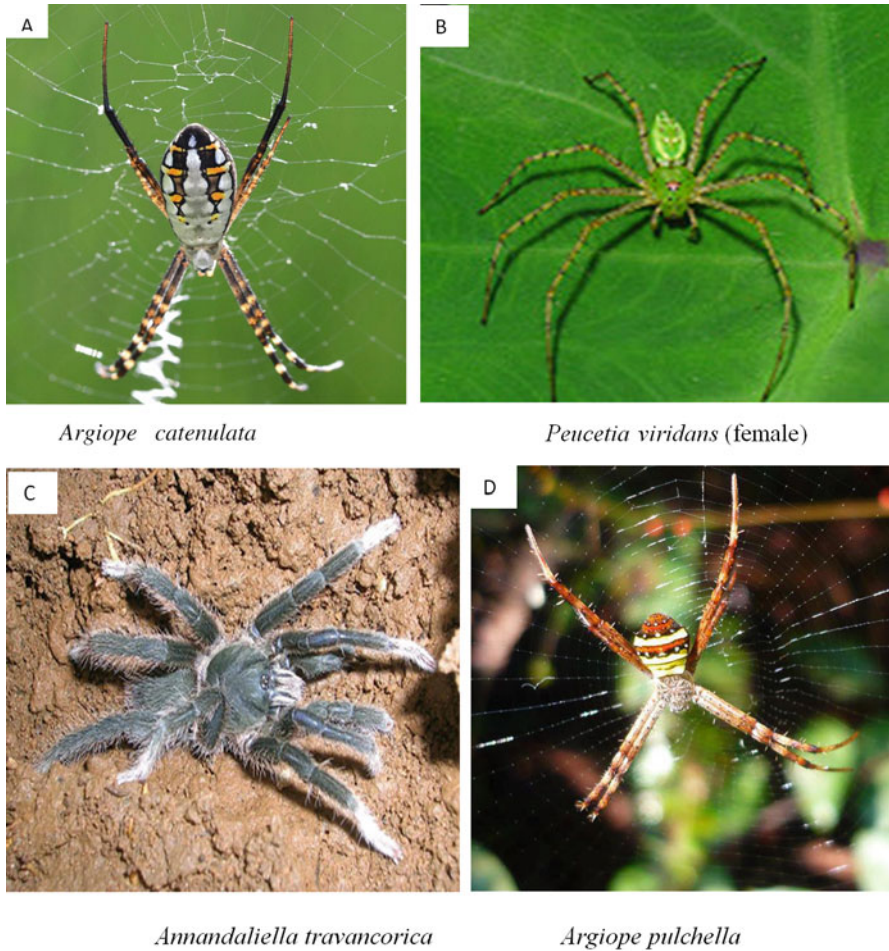 A
B
Argiope catenulata
Peucetia viridans (female)
C
D
Annandaliella travancorica
Argiope pulchella